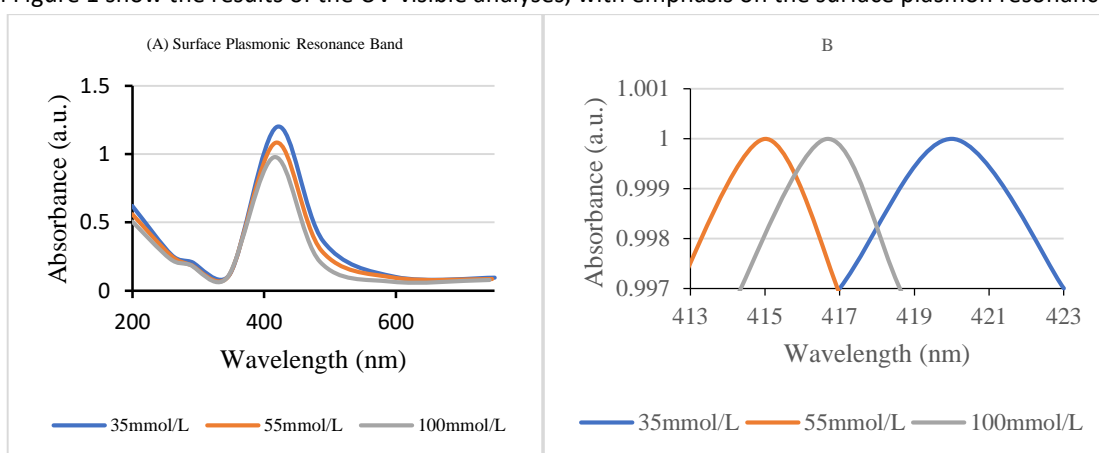 Figure 1 show the results of the UV-visible analyses, with emphasis on the surface plasmon resonance
(A) Surface Plasmonic Resonance Band
1.5
1
0.5
0
Absorbance (a.u.)
200 400 600
Wavelength (nm)
35mmol/L 55mmol/L 100mmol/L
B
1.001
1
0.999
0.998
0.997
Absorbance (a.u.)
413 415 417 419 421 423
Wavelength (nm)
35mmol/L 55mmol/L 100mmol/L